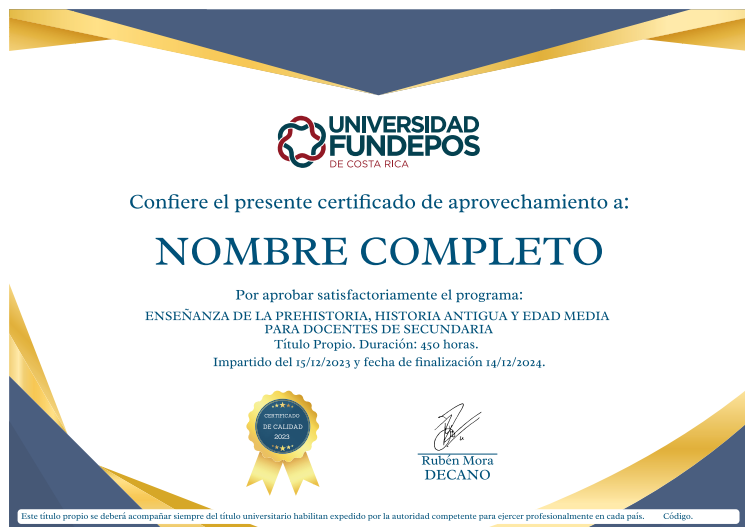 UNIVERSIDAD
FUNDEPOS
DE COSTA RICA
Confiere el presente certificado de aprovechamiento a:
NOMBRE COMPLETO
Por aprobar satisfactoriamente el programa:
ENSEÑANZA DE LA PREHISTORIA, HISTORIA ANTIGUA Y EDAD MEDIA
PARA DOCENTES DE SECUNDARIA
Título Propio. Duración: 450 horas.
Impartido del 15/12/2023 y fecha de finalización 14/12/2024.
CERTIFICADO
DE CALIDAD
2023
Rubén Mora
DECANO
Este título propio se deberá acompañar siempre del título universitario habilitan expedido por la autoridad competente para ejercer profesionalmente en cada país. Código.